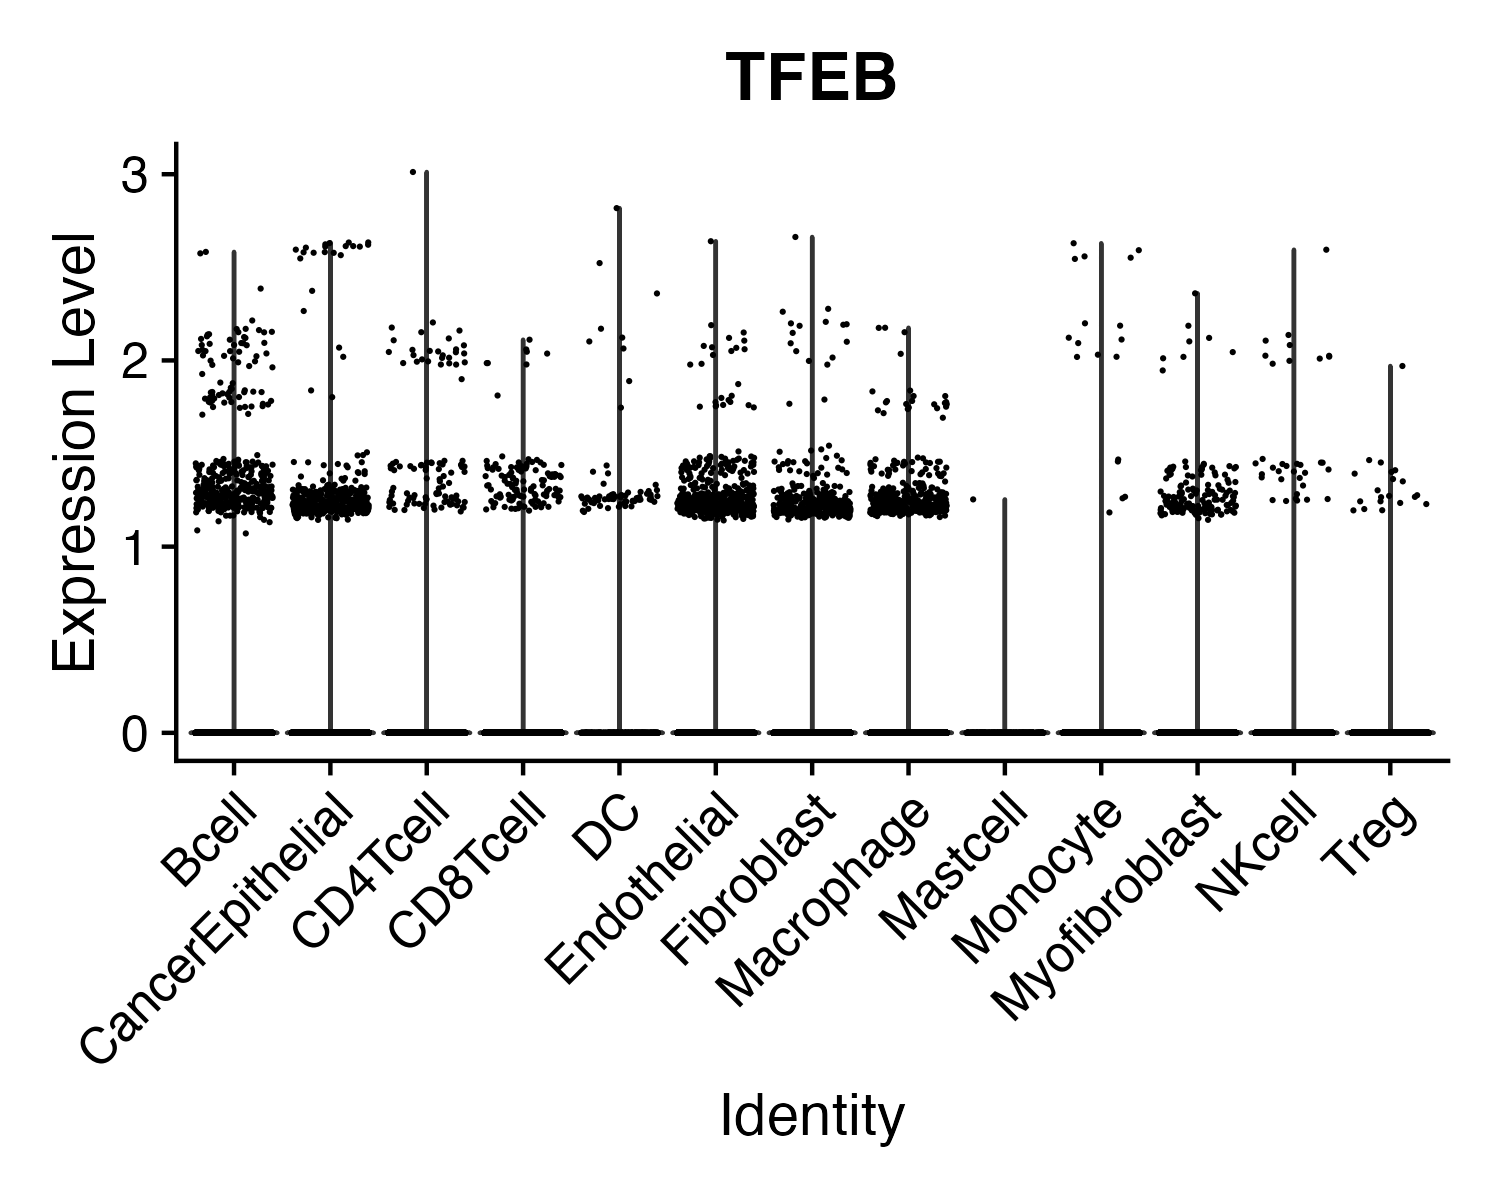 TFEB
Expression Level
3
2
1
0
Bcell
CancerEpithelial
CD4Tcell
CD8Tcell
DC
Endothelial
Fibroblast
Macrophage
Mastcell
Monocyte
Myofibroblast
NKcell
Treg
Identity